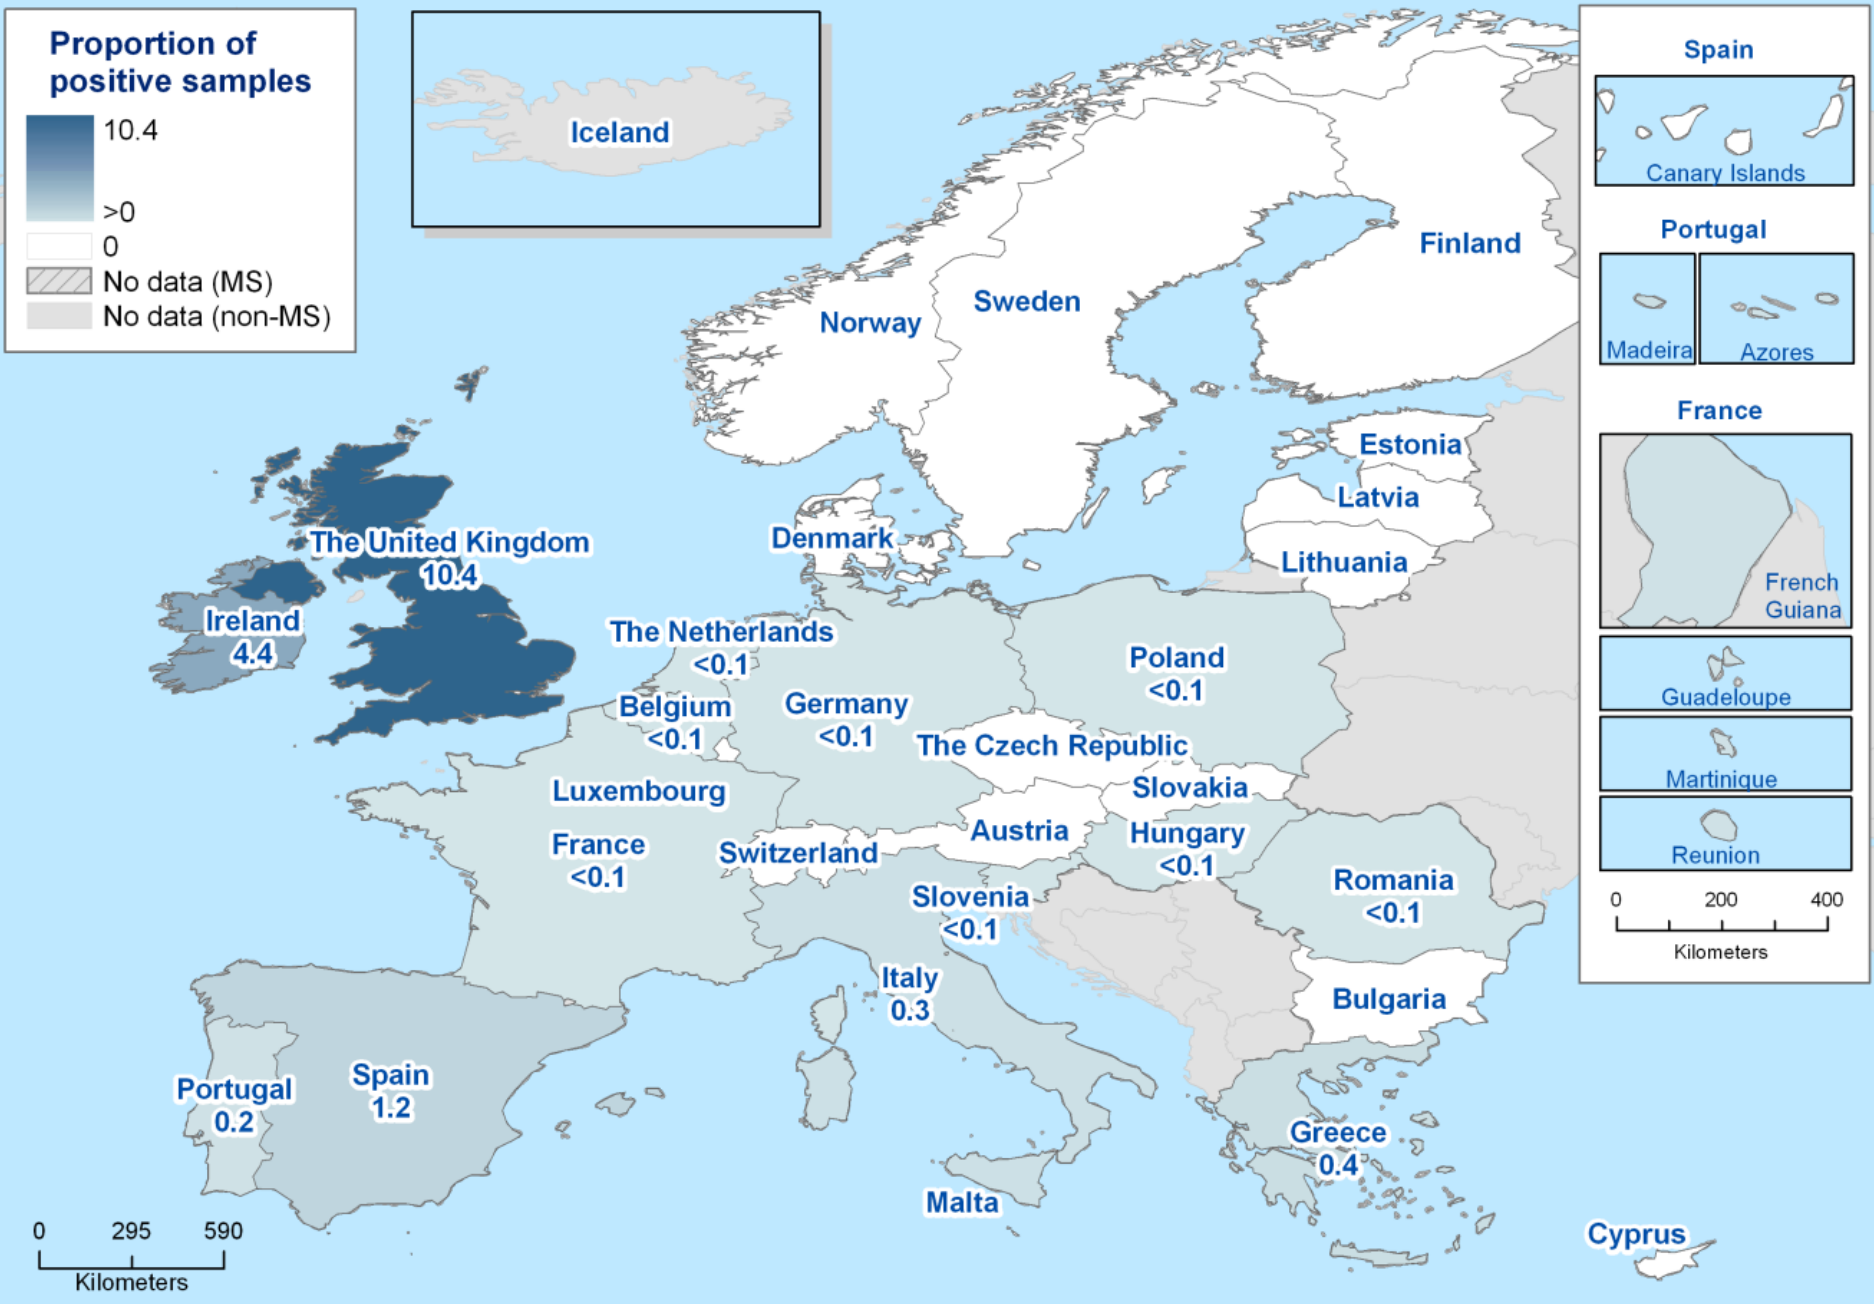 Proportion of
positive samples
10.4
>0
0
No data (MS)
No data (non-MS)
Iceland
Norway
Sweden
Finland
Estonia
Latvia
Lithuania
Denmark
The United Kingdom
10.4
Ireland
4.4
The Netherlands
<0.1
Belgium
<0.1
Germany
<0.1
Poland
<0.1
The Czech Republic
Slovakia
Luxembourg
France
<0.1
Switzerland
Austria
Hungary
<0.1
Slovenia
<0.1
Romania
<0.1
Bulgaria
Italy
0.3
Portugal
0.2
Spain
1.2
Greece
0.4
Malta
Cyprus
0 295 590
Kilometers
Spain
Canary Islands
Portugal
Madeira
Azores
France
French
Guiana
Guadeloupe
Martinique
Reunion
0 200 400
Kilometers